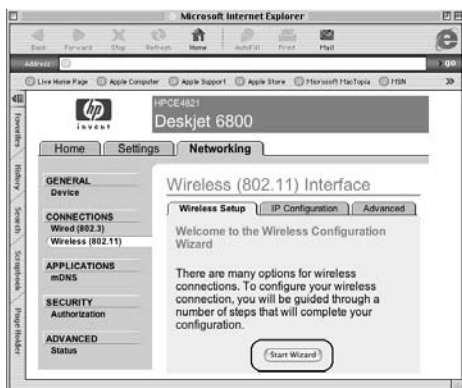 Microsoft Internet Explorer
Back Forward Stop Refresh Home AutoFill Print Mail
Address: go
Live Home Page Apple Computer Apple Support Apple Store Microsoft MacTopia MSN
Favorites
History
Search
Scrapbook
Page Holder
hp
invent
HPCE4821
Deskjet 6800
Home Settings Networking
GENERAL
Device
CONNECTIONS
Wired (802.3)
Wireless (802.11)
APPLICATIONS
mDNS
SECURITY
Authorization
ADVANCED
Status
Wireless (802.11) Interface
Wireless Setup IP Configuration Advanced
Welcome to the Wireless Configuration
Wizard
There are many options for wireless
connections. To configure your wireless
connection, you will be guided through a
number of steps that will complete your
configuration.
Start Wizard